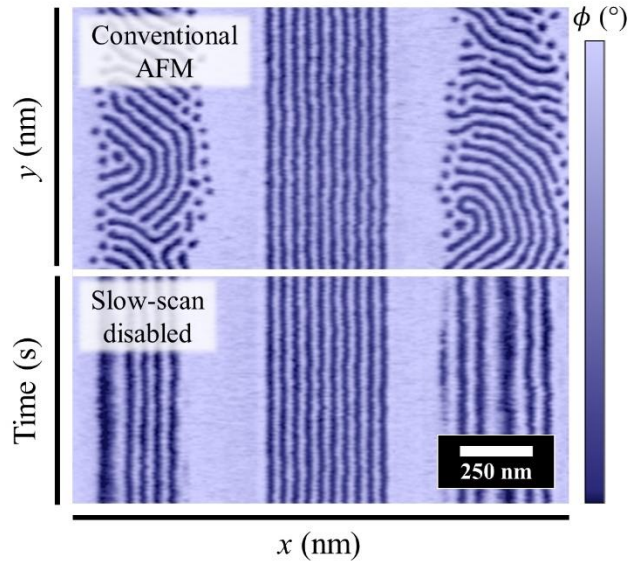 ϕ (°)
Conventional
AFM
y (nm)
Slow-scan
disabled
Time (s)
250 nm
x (nm)